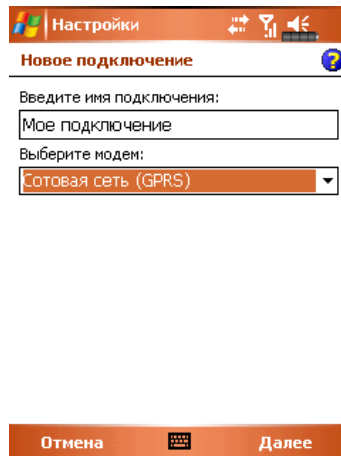 Настройки
Новое подключение
Введите имя подключения:
Мое подключение
Выберите модем:
Сотовая сеть (GPRS)
Отмена
Далее